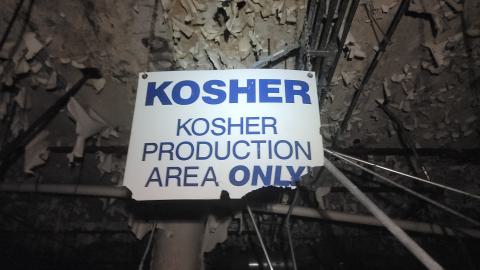 KOSHER
KOSHER
PRODUCTION
AREA ONLY